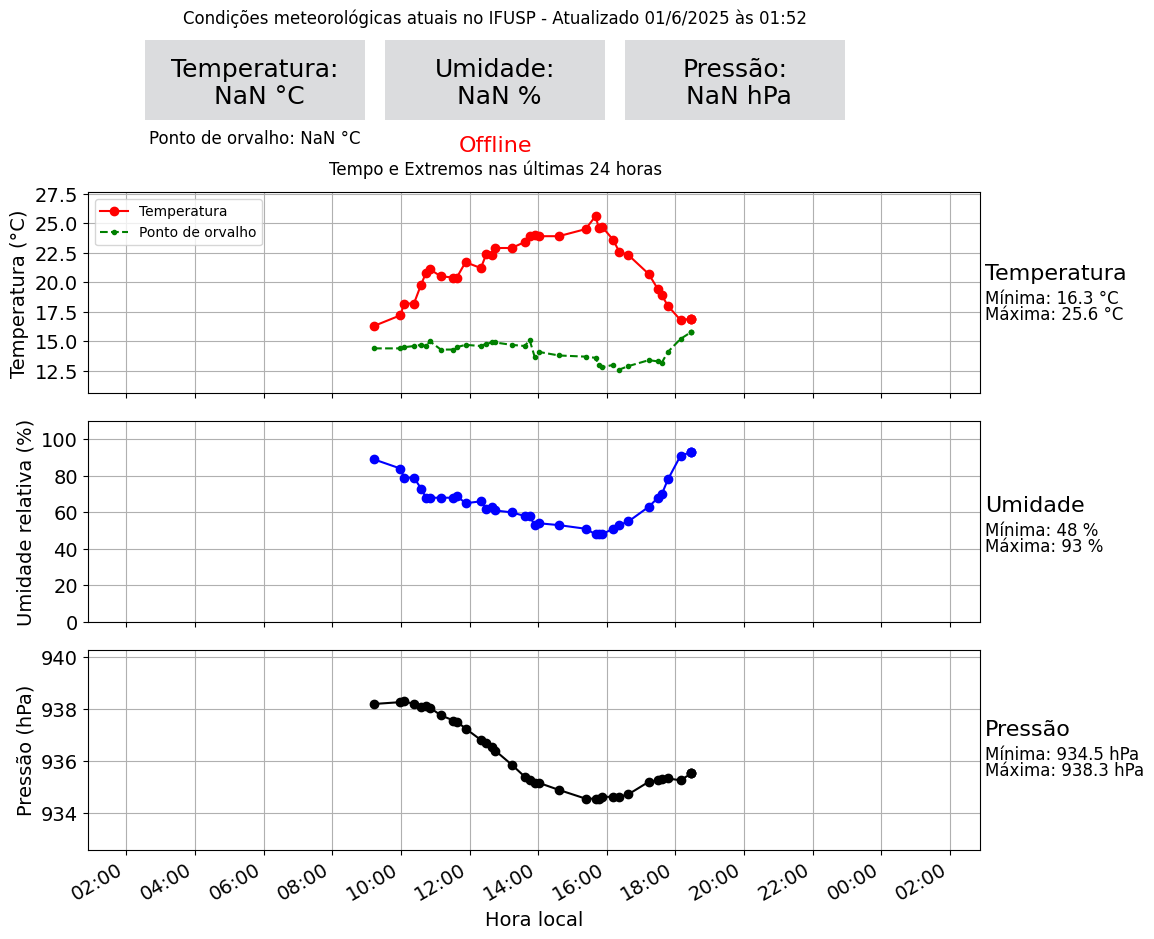 Condições meteorológicas atuais no IFUSP - Atualizado 01/6/2025 às 01:52
Temperatura:
NaN °C
Umidade:
NaN %
Pressão:
NaN hPa
Ponto de orvalho: NaN °C
Offline
Tempo e Extremos nas últimas 24 horas
Temperatura (°C)
27.5
25.0
22.5
20.0
17.5
15.0
12.5
Temperatura
Ponto de orvalho
Temperatura
Mínima: 16.3 °C
Máxima: 25.6 °C
Umidade relativa (%)
100
80
60
40
20
0
Umidade
Mínima: 48 %
Máxima: 93 %
Pressão (hPa)
940
938
936
934
Pressão
Mínima: 934.5 hPa
Máxima: 938.3 hPa
02:00 04:00 06:00 08:00 10:00 12:00 14:00 16:00 18:00 20:00 22:00 00:00 02:00
Hora local